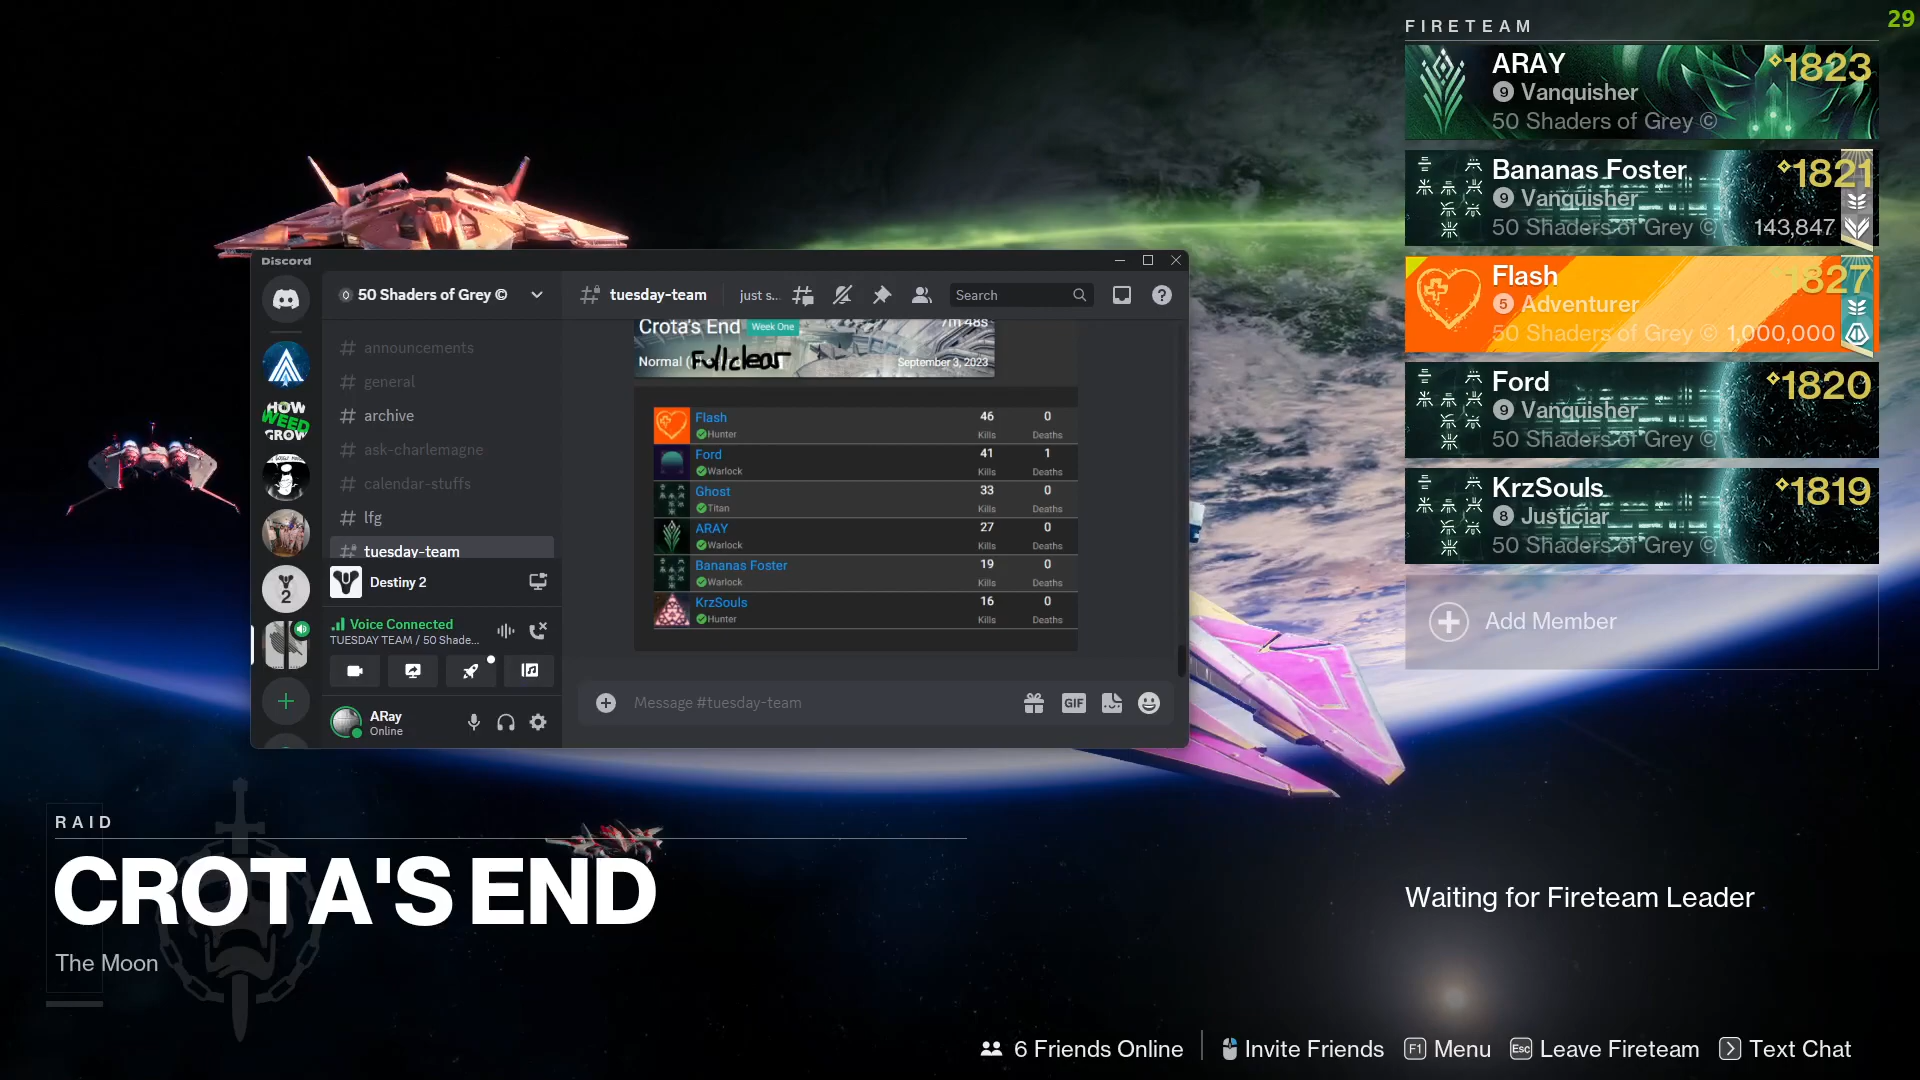 29
FIRETEAM
ARAY
1823
9 Vanquisher
50 Shaders of Grey ©
Bananas Foster
1821
9 Vanquisher
50 Shaders of Grey © 143,847
Flash
1827
5 Adventurer
50 Shaders of Grey © 1,000,000
Ford
1820
9 Vanquisher
50 Shaders of Grey ©
KrzSouls
1819
8 Justiciar
50 Shaders of Grey ©
Add Member
Discord
50 Shaders of Grey ©
tuesday-team
just s...
Search
# announcements
# general
# archive
# ask-charlemagne
# calendar-stuffs
# lfg
# tuesday-team
HOW
WEED
GROW
2
Destiny 2
Voice Connected
TUESDAY TEAM / 50 Shade...
ARay
Online
Crota's End Week One 7m 48s
Normal ( Fullclear September 3, 2023
Flash 46 0
Hunter Kills Deaths
Ford 41 1
Warlock Kills Deaths
Ghost 33 0
Titan Kills Deaths
ARAY 27 0
Warlock Kills Deaths
Bananas Foster 19 0
Warlock Kills Deaths
KrzSouls 16 0
Hunter Kills Deaths
Message #tuesday-team
GIF
RAID
CROTA'S END
The Moon
Waiting for Fireteam Leader
6 Friends Online
Invite Friends
F1 Menu
Esc Leave Fireteam
Text Chat